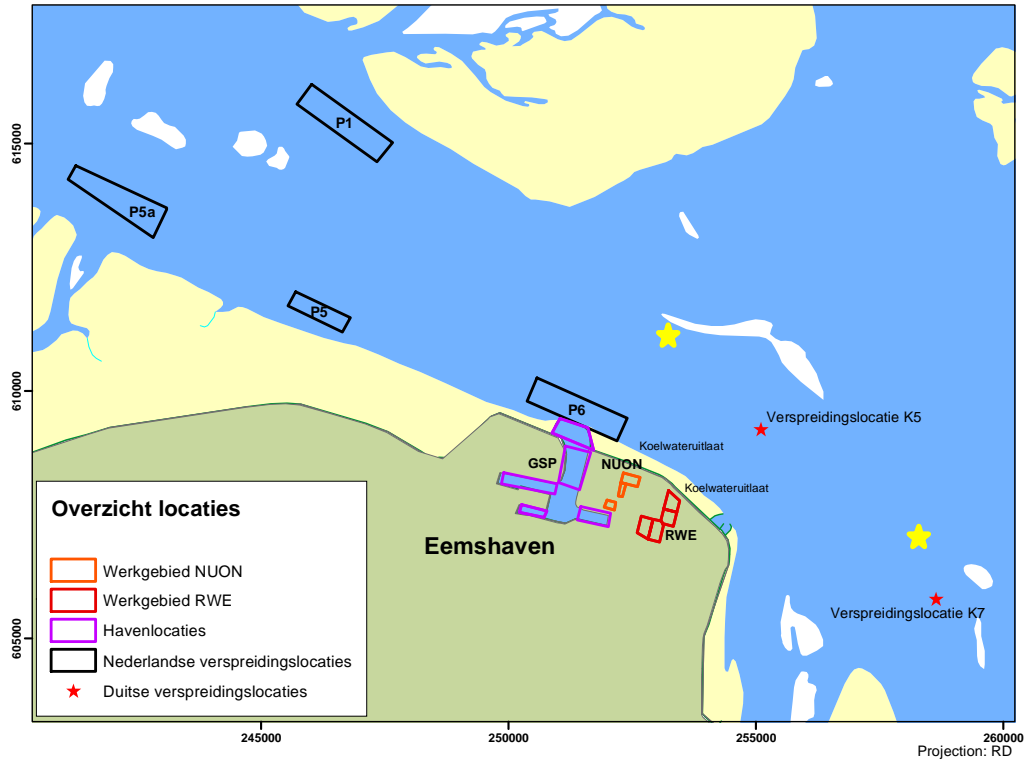 P1
P5a
P5
P6
Verspreidingslocatie K5
Koelwateruitlaat
GSP
NUON
Koelwateruitlaat
RWE
Eemshaven
Verspreidingslocatie K7
Overzicht locaties
Werkgebied NUON
Werkgebied RWE
Havenlocaties
Nederlandse verspreidingslocaties
Duitse verspreidingslocaties
615000
610000
605000
245000
250000
255000
260000
Projection: RD